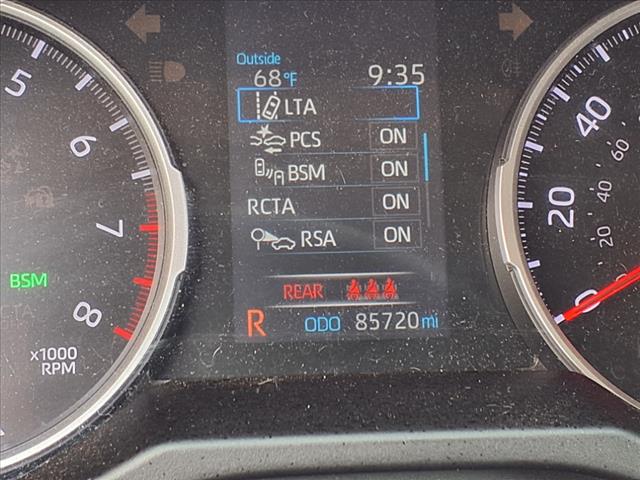 Outside
68°F 9:35
LTA
PCS ON
BSM ON
RCTA ON
RSA ON
REAR
R ODO 85720 mi
5
6
7
8
BSM
x1000
RPM
40
60
20
40
20
0